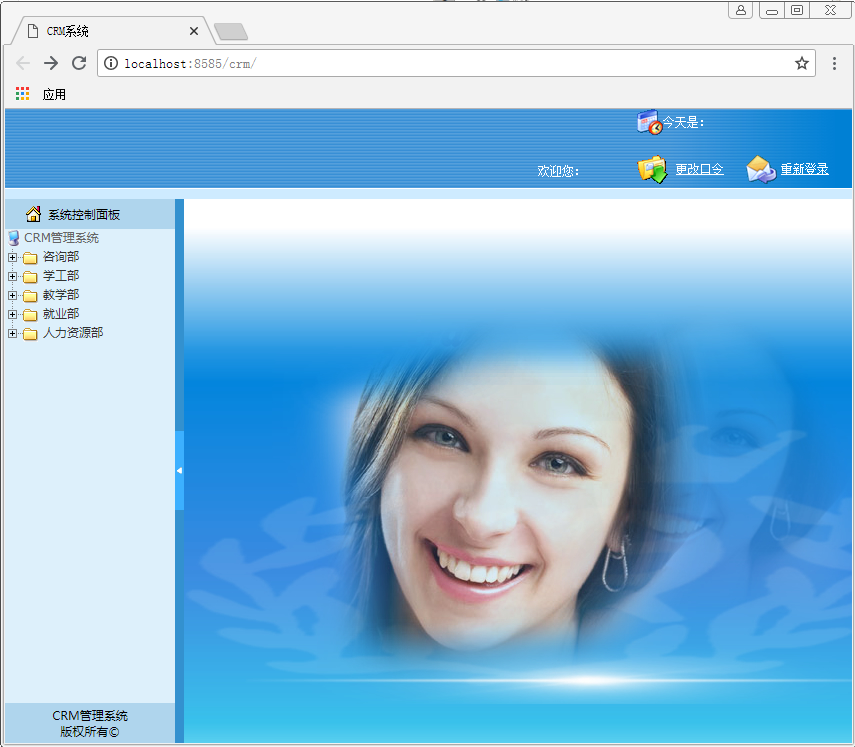 CRM系统
localhost:8585/crm/
应用
今天是:
欢迎您:
更改口令
重新登录
系统控制面板
CRM管理系统
咨询部
学工部
教学部
就业部
人力资源部
CRM管理系统
版权所有©